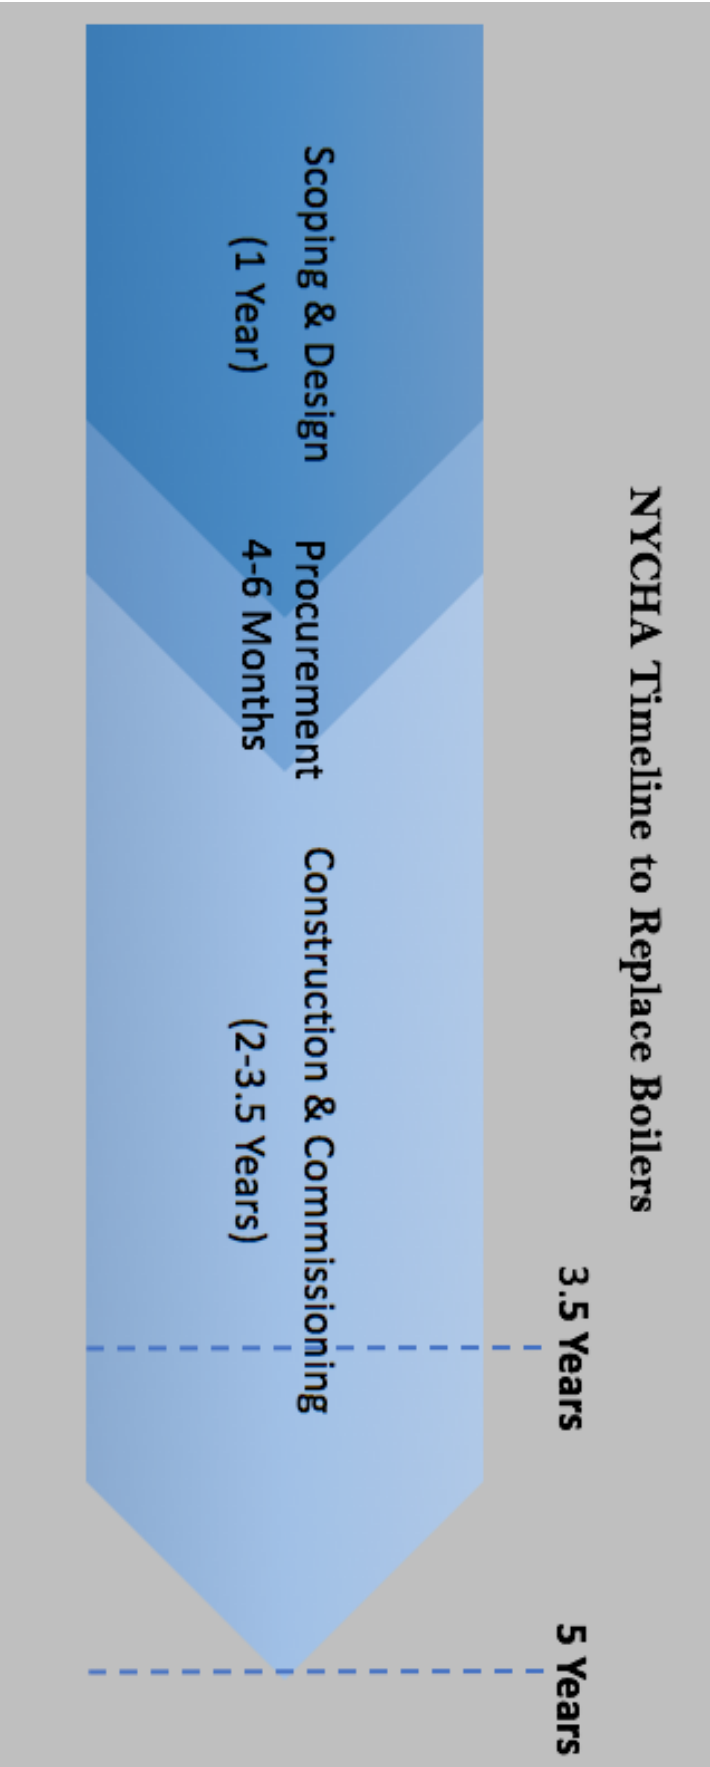 NYCHA Timeline to Replace Boilers
3.5 Years
5 Years
Scoping & Design
(1 Year)
Procurement
4-6 Months
Construction & Commissioning
(2-3.5 Years)